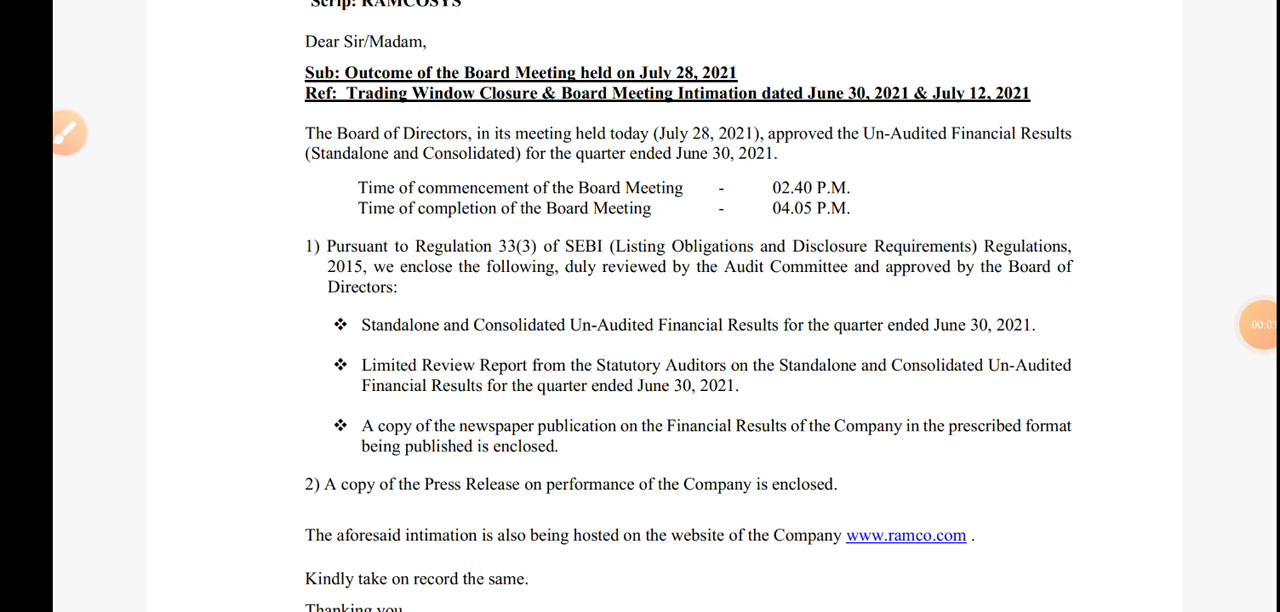 Scrip: RAMCOSYS
Dear Sir/Madam,
Sub: Outcome of the Board Meeting held on July 28, 2021
Ref: Trading Window Closure & Board Meeting Intimation dated June 30, 2021 & July 12, 2021
The Board of Directors, in its meeting held today (July 28, 2021), approved the Un-Audited Financial Results
(Standalone and Consolidated) for the quarter ended June 30, 2021.
Time of commencement of the Board Meeting - 02.40 P.M.
Time of completion of the Board Meeting - 04.05 P.M.
1) Pursuant to Regulation 33(3) of SEBI (Listing Obligations and Disclosure Requirements) Regulations,
2015, we enclose the following, duly reviewed by the Audit Committee and approved by the Board of
Directors:
❖ Standalone and Consolidated Un-Audited Financial Results for the quarter ended June 30, 2021.
❖ Limited Review Report from the Statutory Auditors on the Standalone and Consolidated Un-Audited
Financial Results for the quarter ended June 30, 2021.
❖ A copy of the newspaper publication on the Financial Results of the Company in the prescribed format
being published is enclosed.
2) A copy of the Press Release on performance of the Company is enclosed.
The aforesaid intimation is also being hosted on the website of the Company www.ramco.com .
Kindly take on record the same.
Thanking you